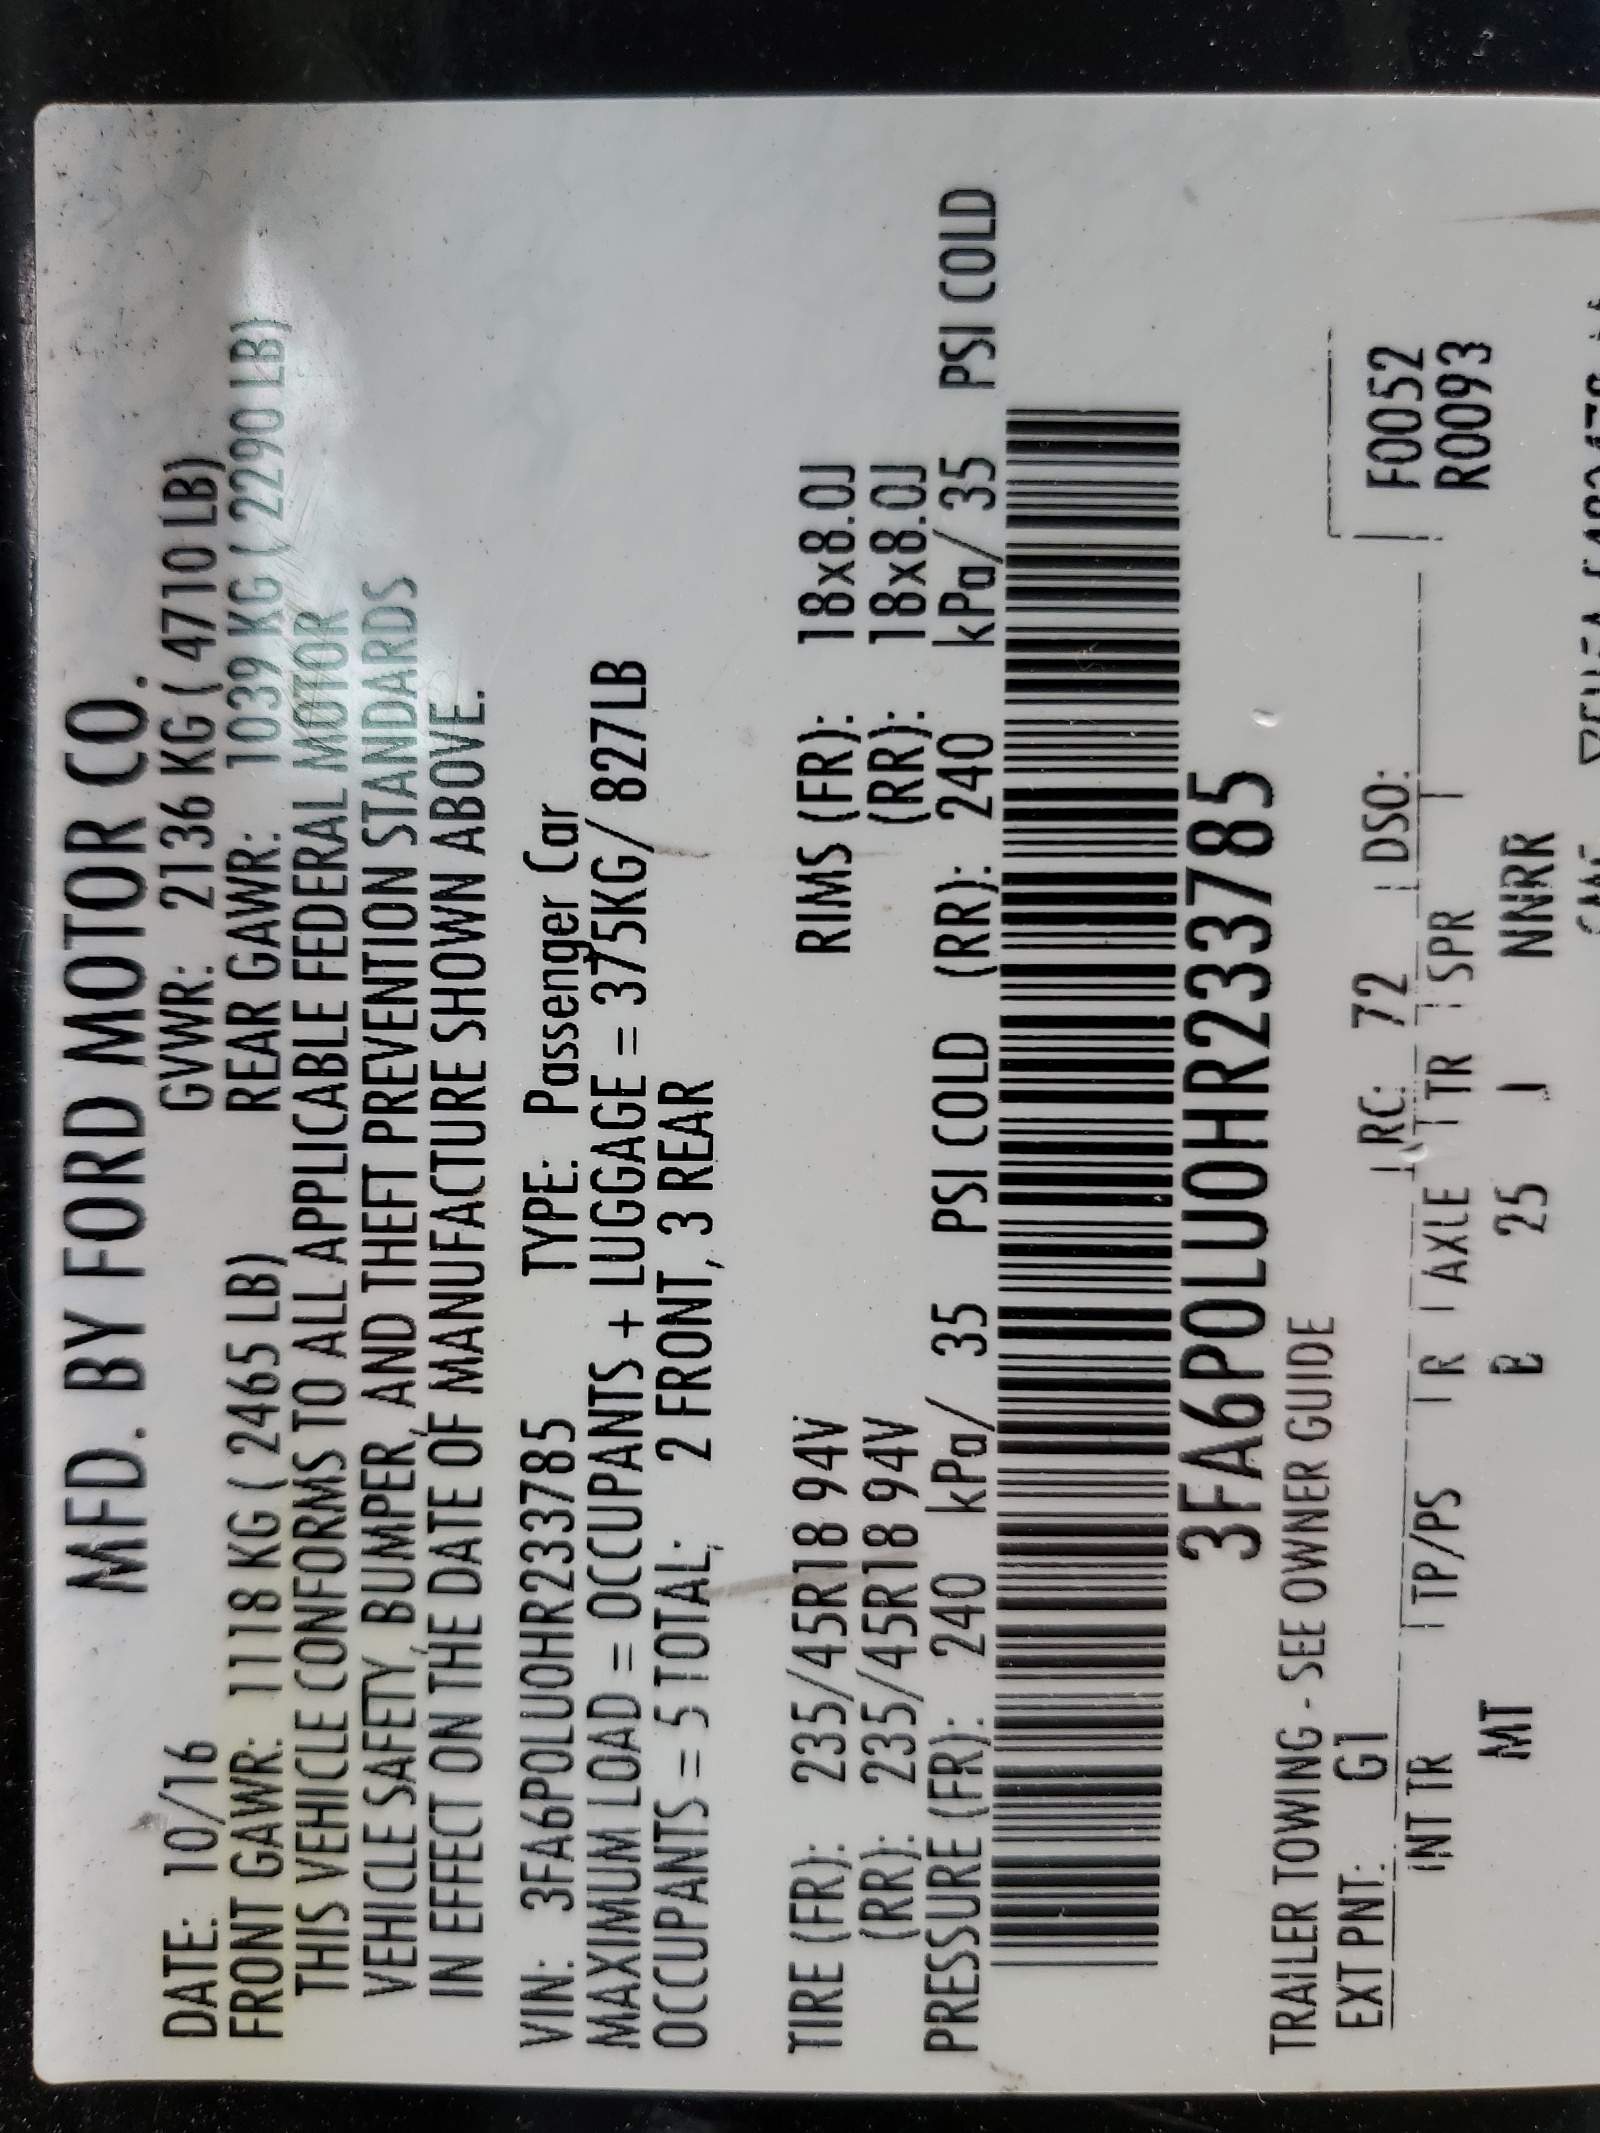 MFD. BY FORD MOTOR CO.
DATE: 10/16 GVWR: 2136 KG ( 4710 LB)
FRONT GAWR: 1118 KG ( 2465 LB) REAR GAWR: 1039 KG ( 2290 LB)
THIS VEHICLE CONFORMS TO ALL APPLICABLE FEDERAL MOTOR
VEHICLE SAFETY, BUMPER, AND THEFT PREVENTION STANDARDS
IN EFFECT ON THE DATE OF MANUFACTURE SHOWN ABOVE.
VIN: 3FA6P0LU0HR233785 TYPE: Passenger Car
MAXIMUM LOAD = OCCUPANTS + LUGGAGE = 375KG/ 827LB
OCCUPANTS = 5 TOTAL; 2 FRONT, 3 REAR
TIRE (FR): 235/45R18 94V RIMS (FR): 18x8.0J
(RR): 235/45R18 94V (RR): 18x8.0J
PRESSURE (FR): 240 kPa/ 35 PSI COLD (RR): 240 kPa/ 35 PSI COLD
3FA6P0LU0HR233785
TRAILER TOWING - SEE OWNER GUIDE
EXT PNT: G1 RC: 72 DSO: F0052
INT TR TP/PS R AXLE TR SPR R0093
MT 25 J NNRR